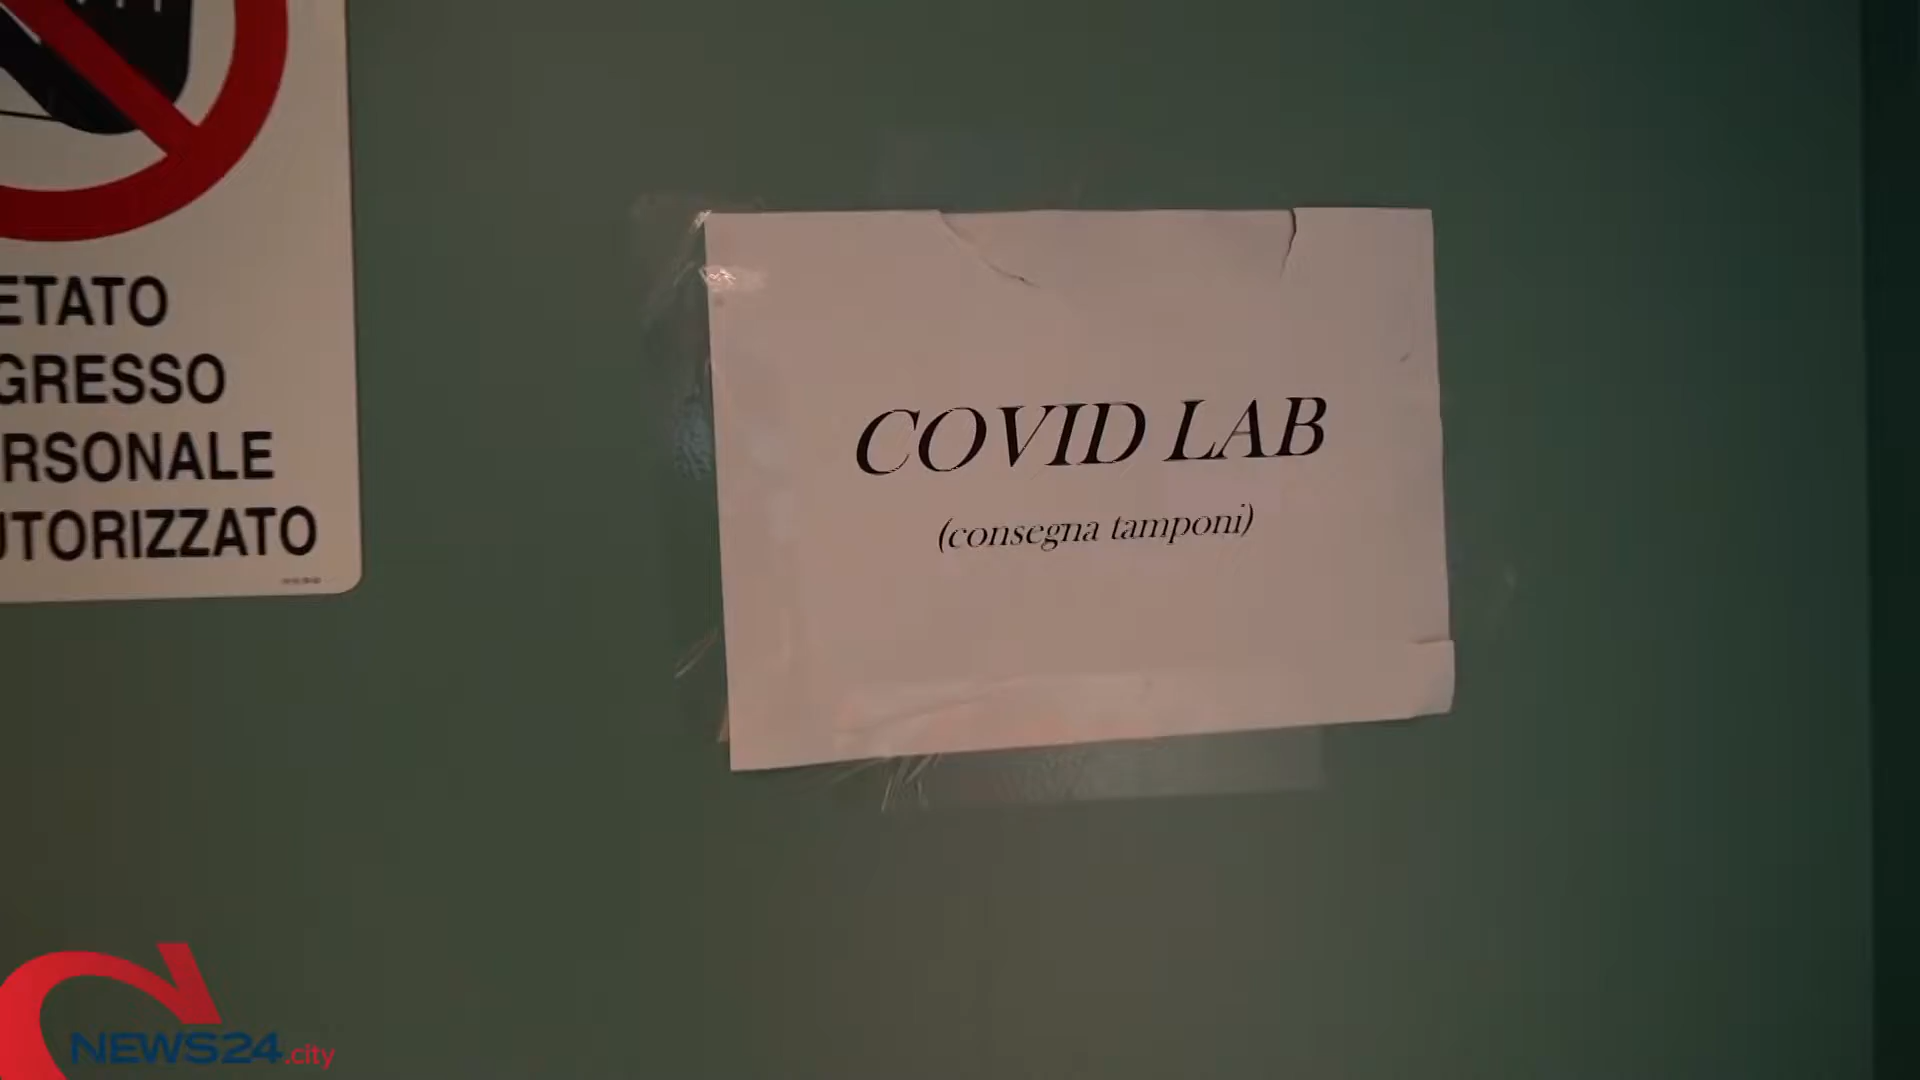 ETATO
GRESSO
RSONALE
UTORIZZATO
COVID LAB
(consegna tamponi)
NEWS24.city